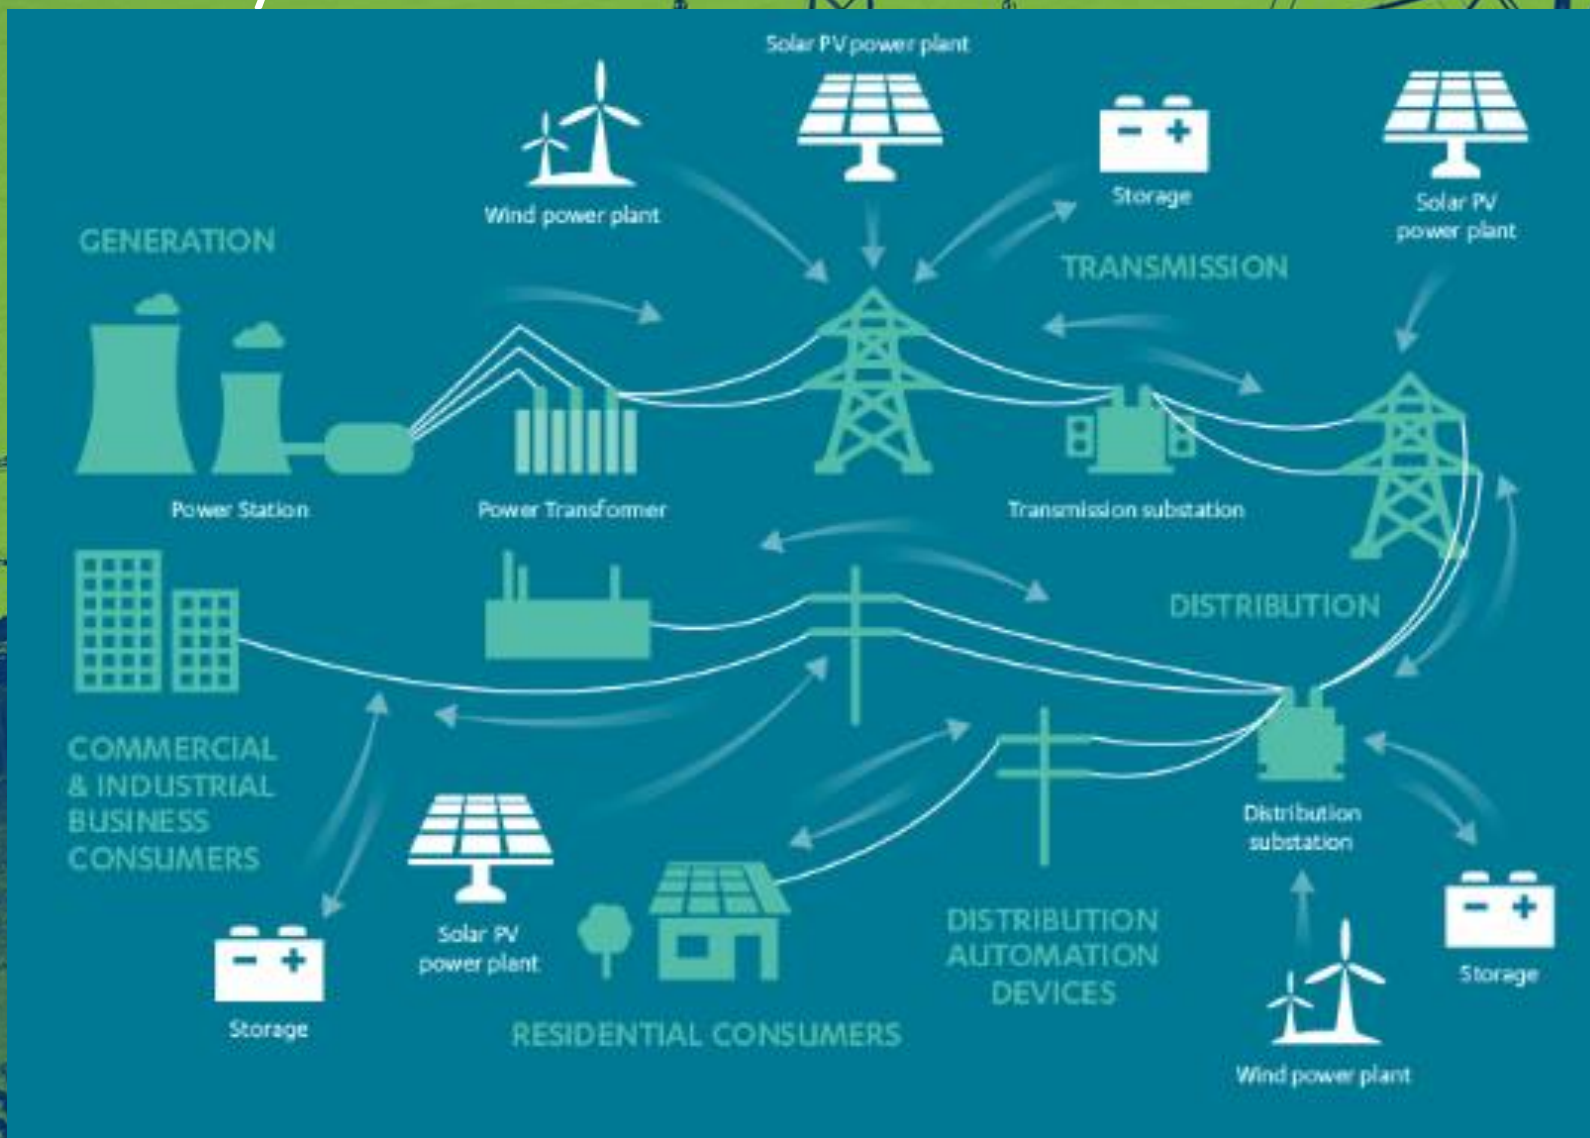 Solar PV power plant
Wind power plant
Storage
Solar PV
power plant
GENERATION
TRANSMISSION
Power Station
Power Transformer
Transmission substation
DISTRIBUTION
COMMERCIAL
& INDUSTRIAL
BUSINESS
CONSUMERS
Distribution
substation
Solar PV
power plant
Storage
DISTRIBUTION
AUTOMATION
DEVICES
Storage
RESIDENTIAL CONSUMERS
Wind power plant